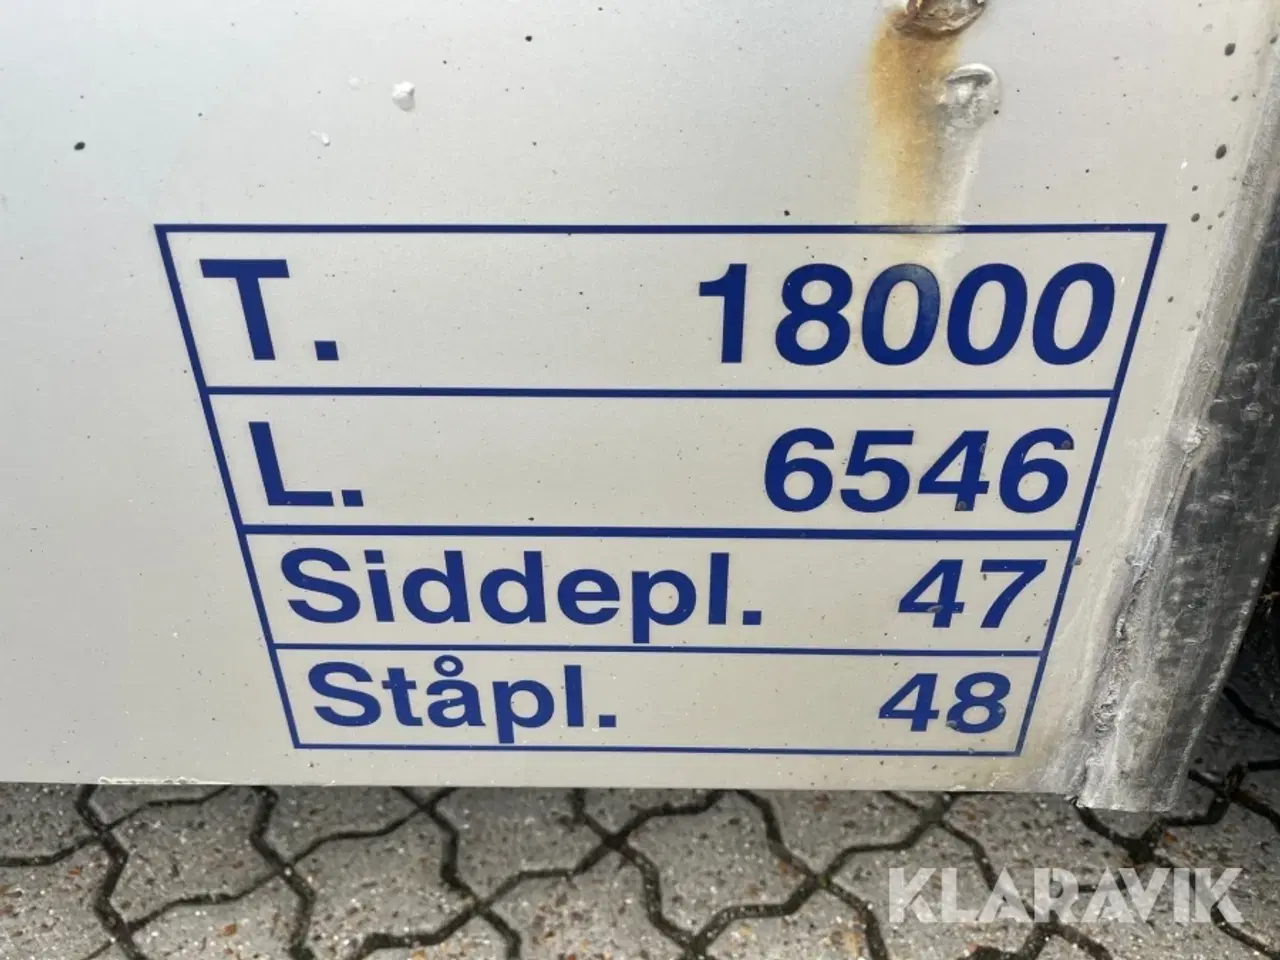 T. 18000
L. 6546
Siddepl. 47
Ståpl. 48
KLARAVIK